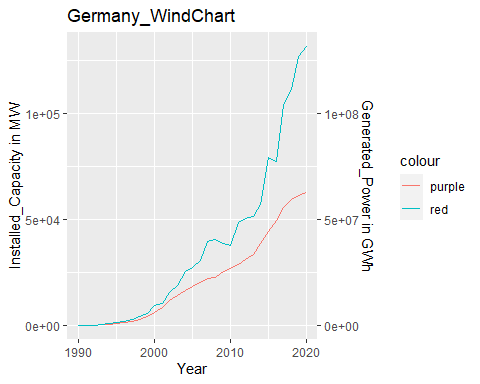 Germany_WindChart
Installed_Capacity in MW
1e+05
5e+04
0e+00
1e+08
5e+07
0e+00
Generated_Power in GWh
1990
2000
2010
2020
Year
colour
purple
red